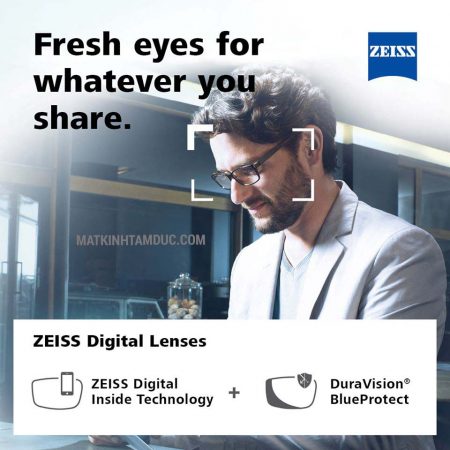 Fresh eyes for
whatever you
share.
ZEISS
MATKINHTAMDUC.COM
ZEISS Digital Lenses
ZEISS Digital
Inside Technology
+
DuraVision®
BlueProtect